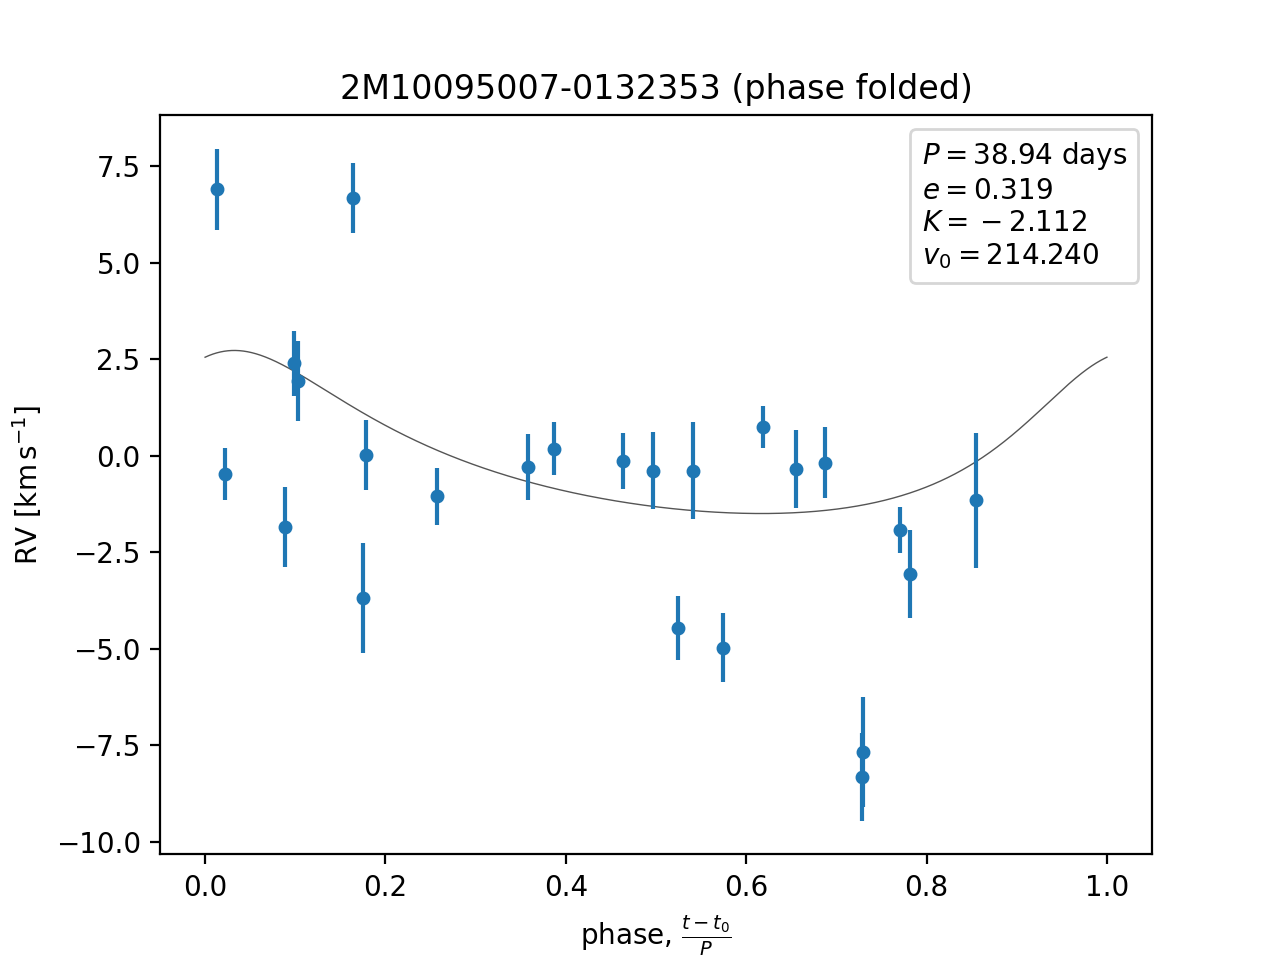 2M10095007-0132353 (phase folded)
P = 38.94 days
e = 0.319
K = −2.112
v₀ = 214.240
7.5
5.0
2.5
0.0
−2.5
−5.0
−7.5
−10.0
RV [km s⁻¹]
0.0 0.2 0.4 0.6 0.8 1.0
phase, (t − t₀)/P